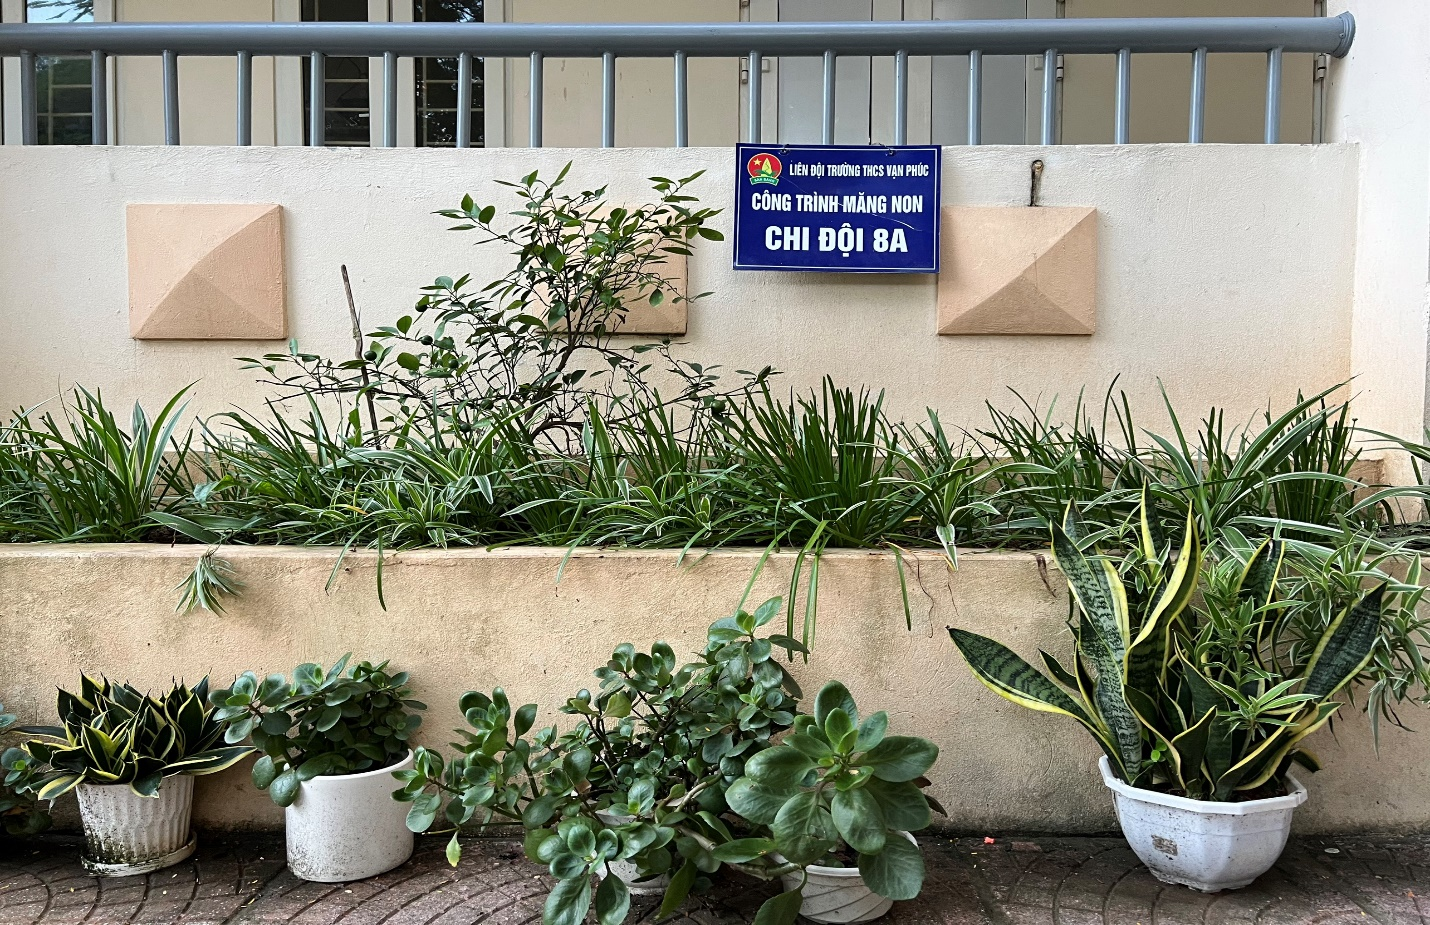 LIÊN ĐỘI TRƯỜNG THCS VẠN PHÚC
CÔNG TRÌNH MĂNG NON
CHI ĐỘI 8A